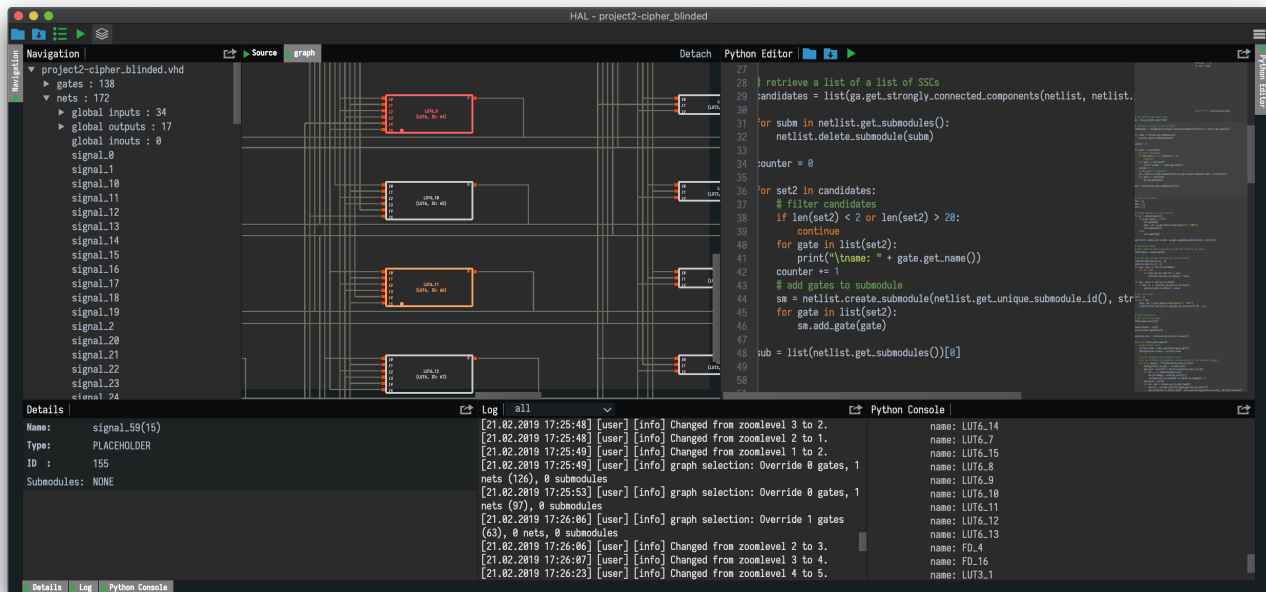 HAL - project2-cipher_blinded
Navigation
Navigation
project2-cipher_blinded.vhd
gates : 138
nets : 172
global inputs : 34
global outputs : 17
global inouts : 0
signal_0
signal_1
signal_10
signal_11
signal_12
signal_13
signal_14
signal_15
signal_16
signal_17
signal_18
signal_19
signal_2
signal_20
signal_21
signal_22
signal_23
signal_24
Source
graph
Detach
LUT6_9
(LUT6, ID: 64)
LUT6_10
LUT6_11
(LUT6, ID: 66)
LUT6_12
(LUT6, ID: 67)
Python Editor
Python Editor
27
28 # retrieve a list of a list of SSCs
29 candidates = list(ga.get_strongly_connected_components(netlist, netlist.
30
31 for subm in netlist.get_submodules():
32 netlist.delete_submodule(subm)
33
34 counter = 0
35
36 for set2 in candidates:
37 # filter candidates
38 if len(set2) < 2 or len(set2) > 20:
39 continue
40 for gate in list(set2):
41 print("\tname: " + gate.get_name())
42 counter += 1
43 # add gates to submodule
44 sm = netlist.create_submodule(netlist.get_unique_submodule_id(), str
45 for gate in list(set2):
46 sm.add_gate(gate)
47
48 sub = list(netlist.get_submodules())[0]
49
50
Details
Name: signal_59(15)
Type: PLACEHOLDER
ID : 155
Submodules: NONE
Log all
[21.02.2019 17:25:48] [user] [info] Changed from zoomlevel 3 to 2.
[21.02.2019 17:25:48] [user] [info] Changed from zoomlevel 2 to 1.
[21.02.2019 17:25:49] [user] [info] Changed from zoomlevel 1 to 2.
[21.02.2019 17:25:49] [user] [info] graph selection: Override 0 gates, 1
nets (126), 0 submodules
[21.02.2019 17:25:53] [user] [info] graph selection: Override 0 gates, 1
nets (97), 0 submodules
[21.02.2019 17:26:06] [user] [info] graph selection: Override 1 gates
(63), 0 nets, 0 submodules
[21.02.2019 17:26:06] [user] [info] Changed from zoomlevel 2 to 3.
[21.02.2019 17:26:07] [user] [info] Changed from zoomlevel 3 to 4.
[21.02.2019 17:26:23] [user] [info] Changed from zoomlevel 4 to 5.
Python Console
name: LUT6_14
name: LUT6_7
name: LUT6_15
name: LUT6_8
name: LUT6_9
name: LUT6_10
name: LUT6_11
name: LUT6_12
name: LUT6_13
name: FD_4
name: FD_16
name: LUT3_1
Details
Log
Python Console